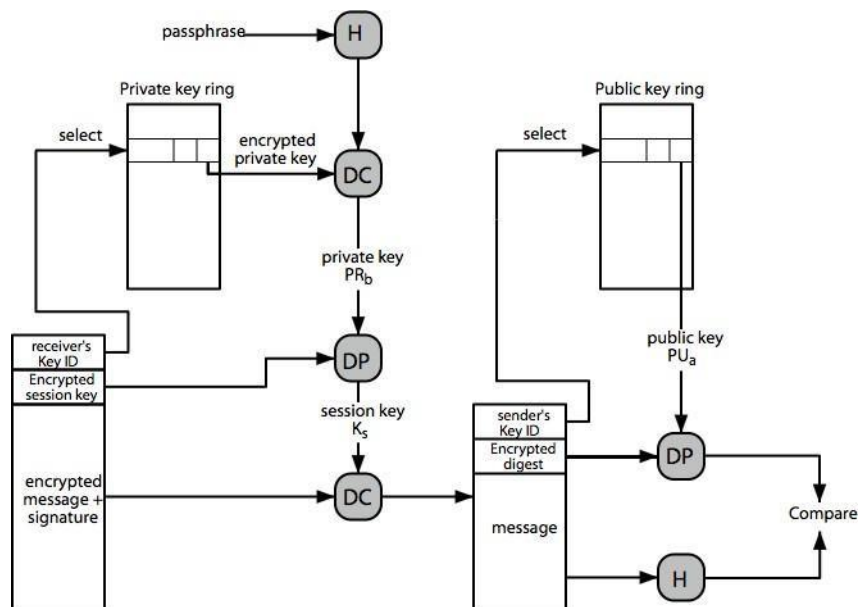 passphrase
H
Private key ring
Public key ring
select
encrypted
private key
DC
select
private key
PRb
receiver's
Key ID
Encrypted
session key
DP
public key
PUa
session key
Ks
sender's
Key ID
Encrypted
digest
DP
encrypted
message +
signature
DC
message
Compare
H